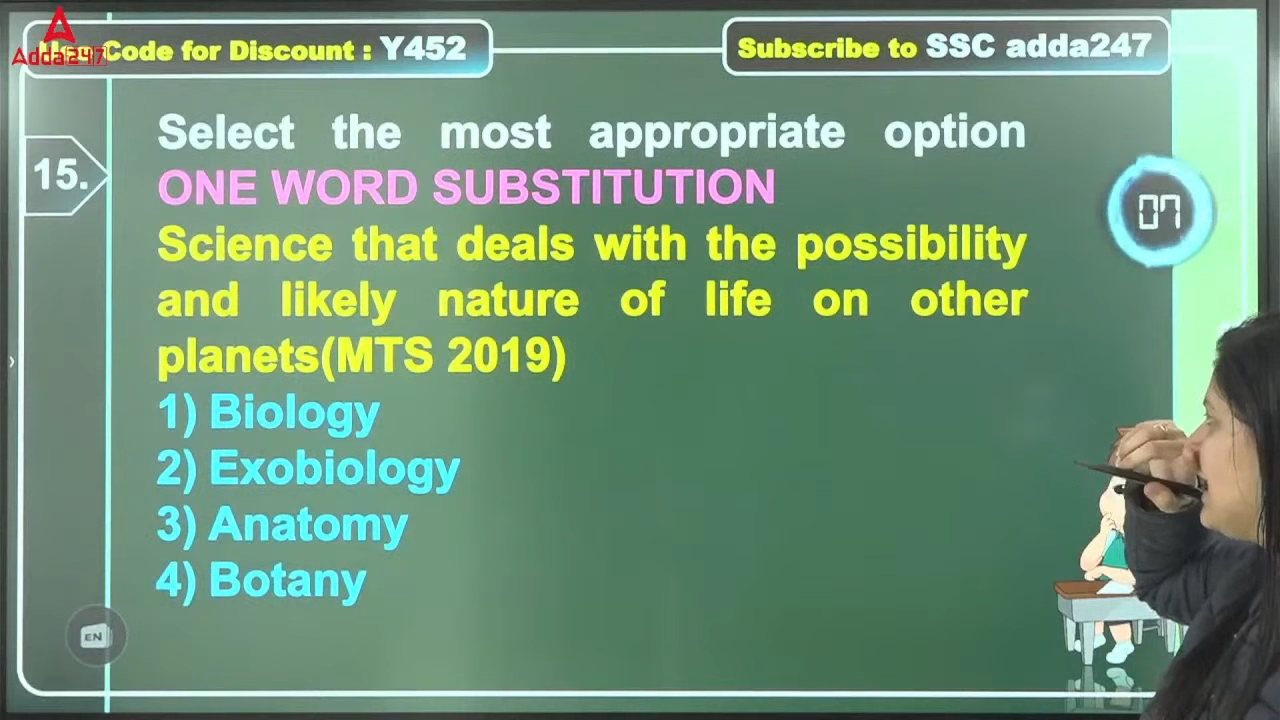 Code for Discount : Y452
Adda247
Subscribe to SSC adda247
15.
Select the most appropriate option
ONE WORD SUBSTITUTION
Science that deals with the possibility
and likely nature of life on other
planets(MTS 2019)
07
1) Biology
2) Exobiology
3) Anatomy
4) Botany
EN